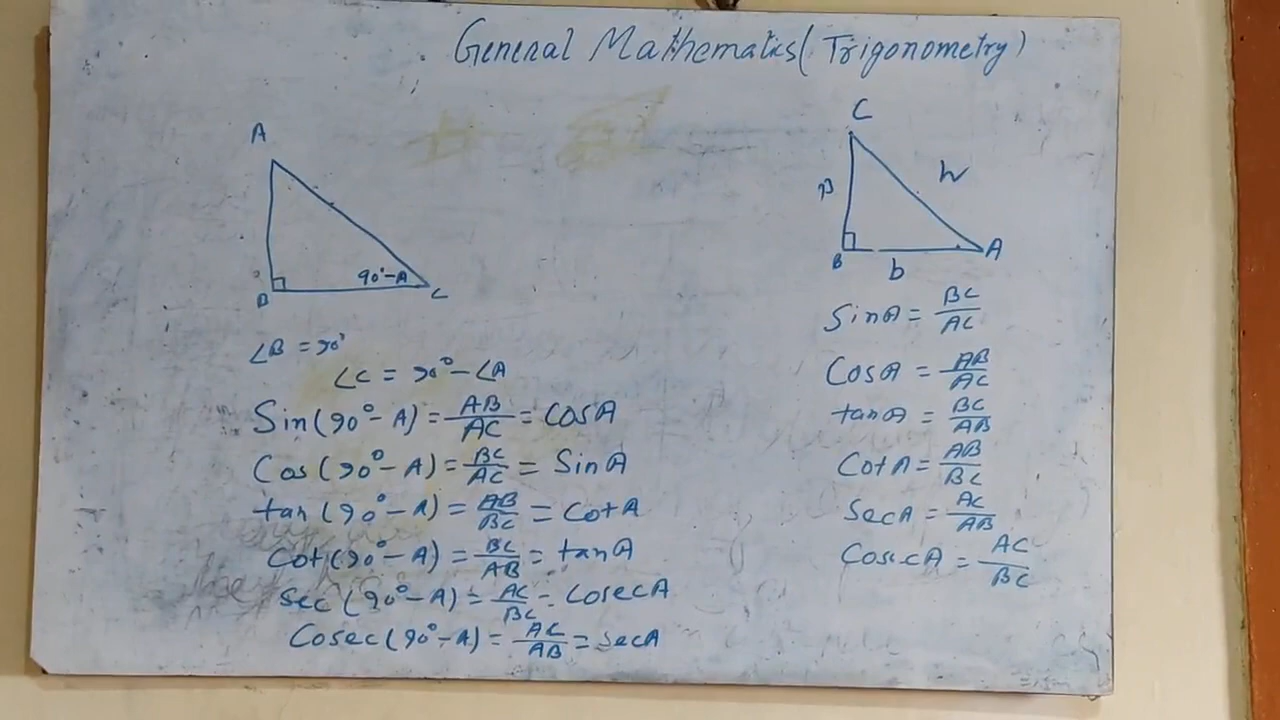 General Mathematics (Trigonometry)
A
90°-A
B
C
∠B = 90°
∠C = 90° - ∠A
Sin(90° - A) = AB/AC = CosA
Cos(90° - A) = BC/AC = SinA
tan(90° - A) = AB/BC = CotA
Cot(90° - A) = BC/AB = tanA
Sec(90° - A) = AC/BC = CosecA
Cosec(90° - A) = AC/AB = SecA
C
P
h
B
b
A
SinA = BC/AC
CosA = AB/AC
tanA = BC/AB
CotA = AB/BC
SecA = AC/AB
CosecA = AC/BC